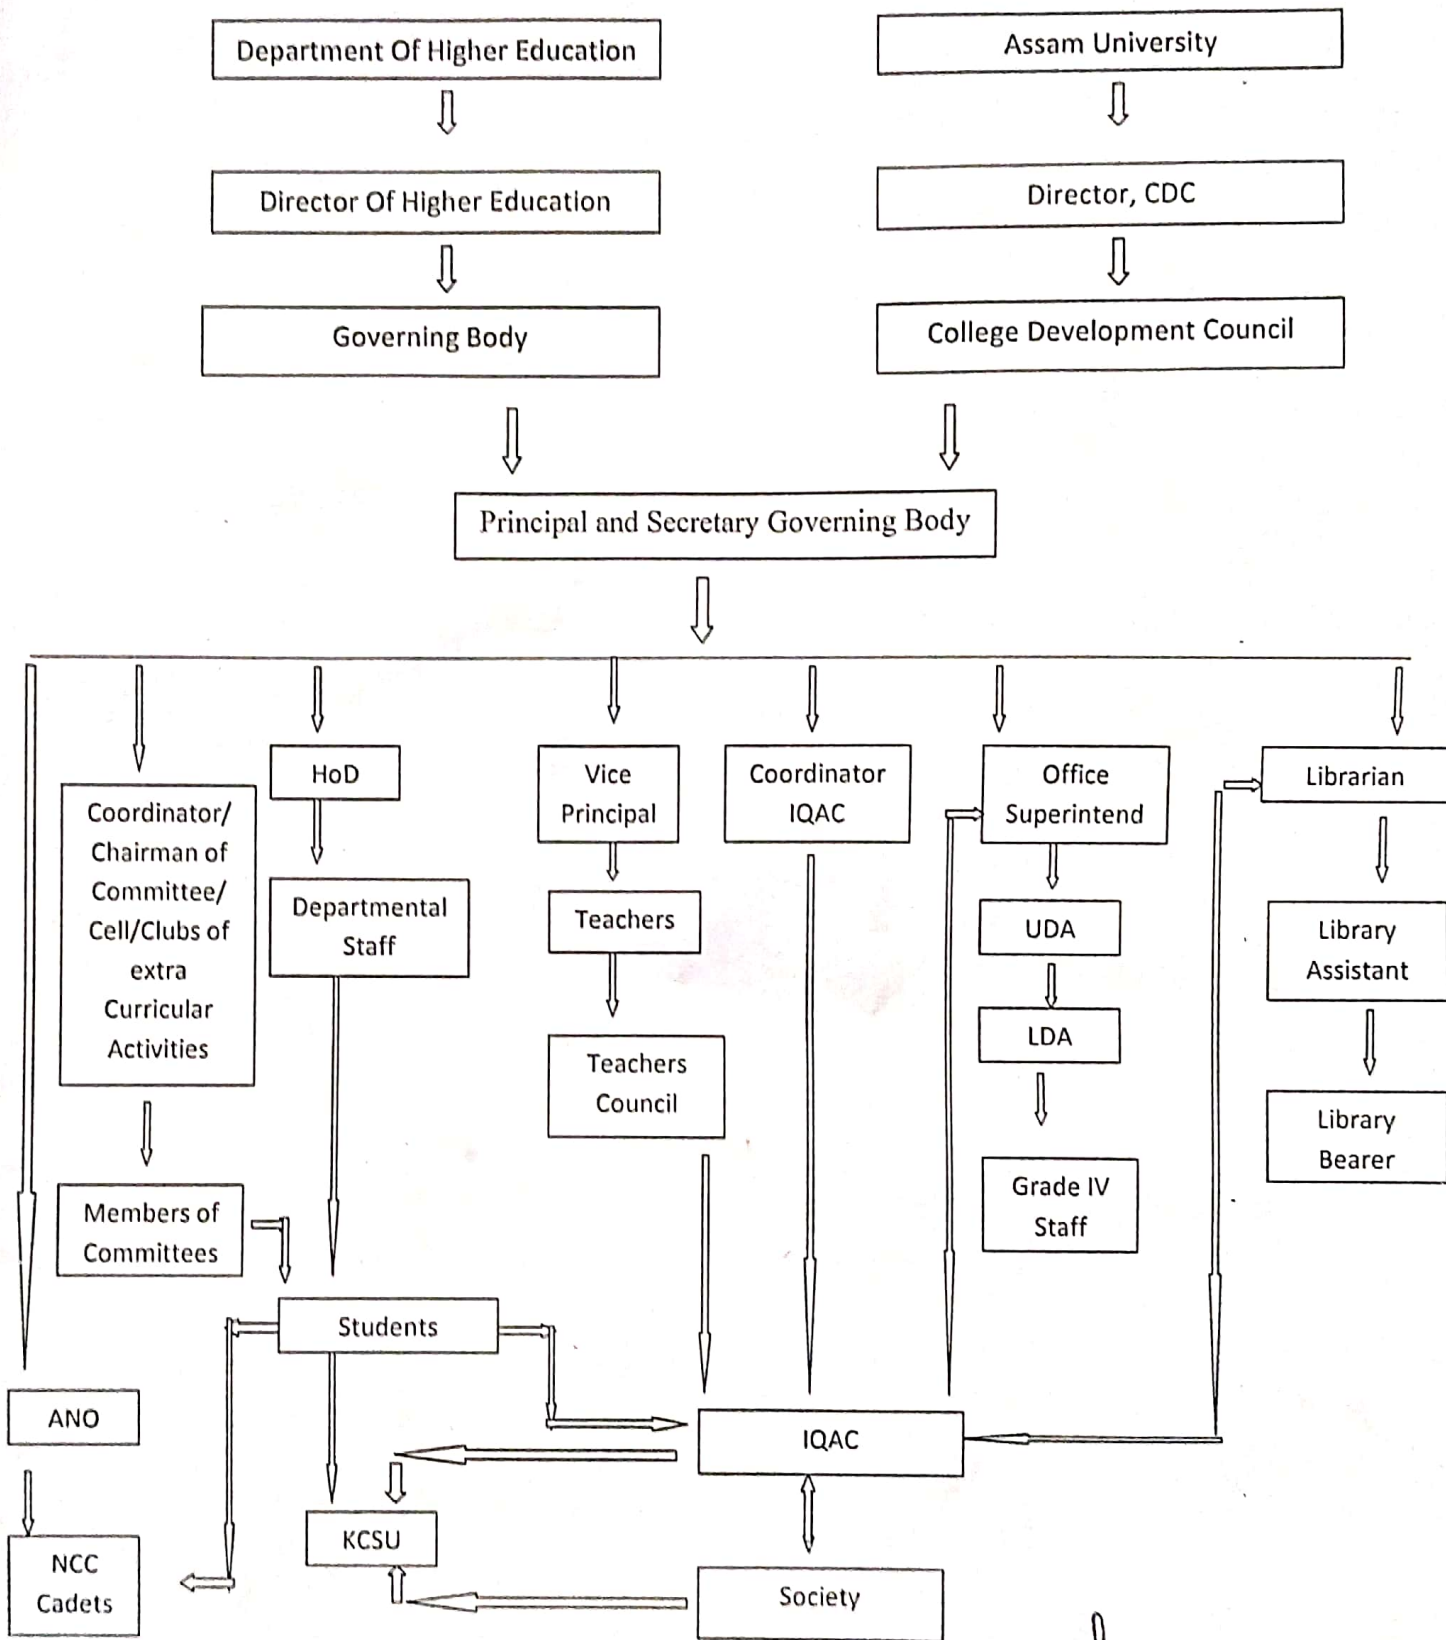 Department Of Higher Education
Assam University
Director Of Higher Education
Director, CDC
Governing Body
College Development Council
Principal and Secretary Governing Body
HoD
Vice
Principal
Coordinator
IQAC
Office
Superintend
Librarian
Coordinator/
Chairman of
Committee/
Cell/Clubs of
extra
Curricular
Activities
Departmental
Staff
Teachers
UDA
Library
Assistant
LDA
Teachers
Council
Library
Bearer
Grade IV
Staff
Members of
Committees
Students
ANO
IQAC
KCSU
NCC
Cadets
Society